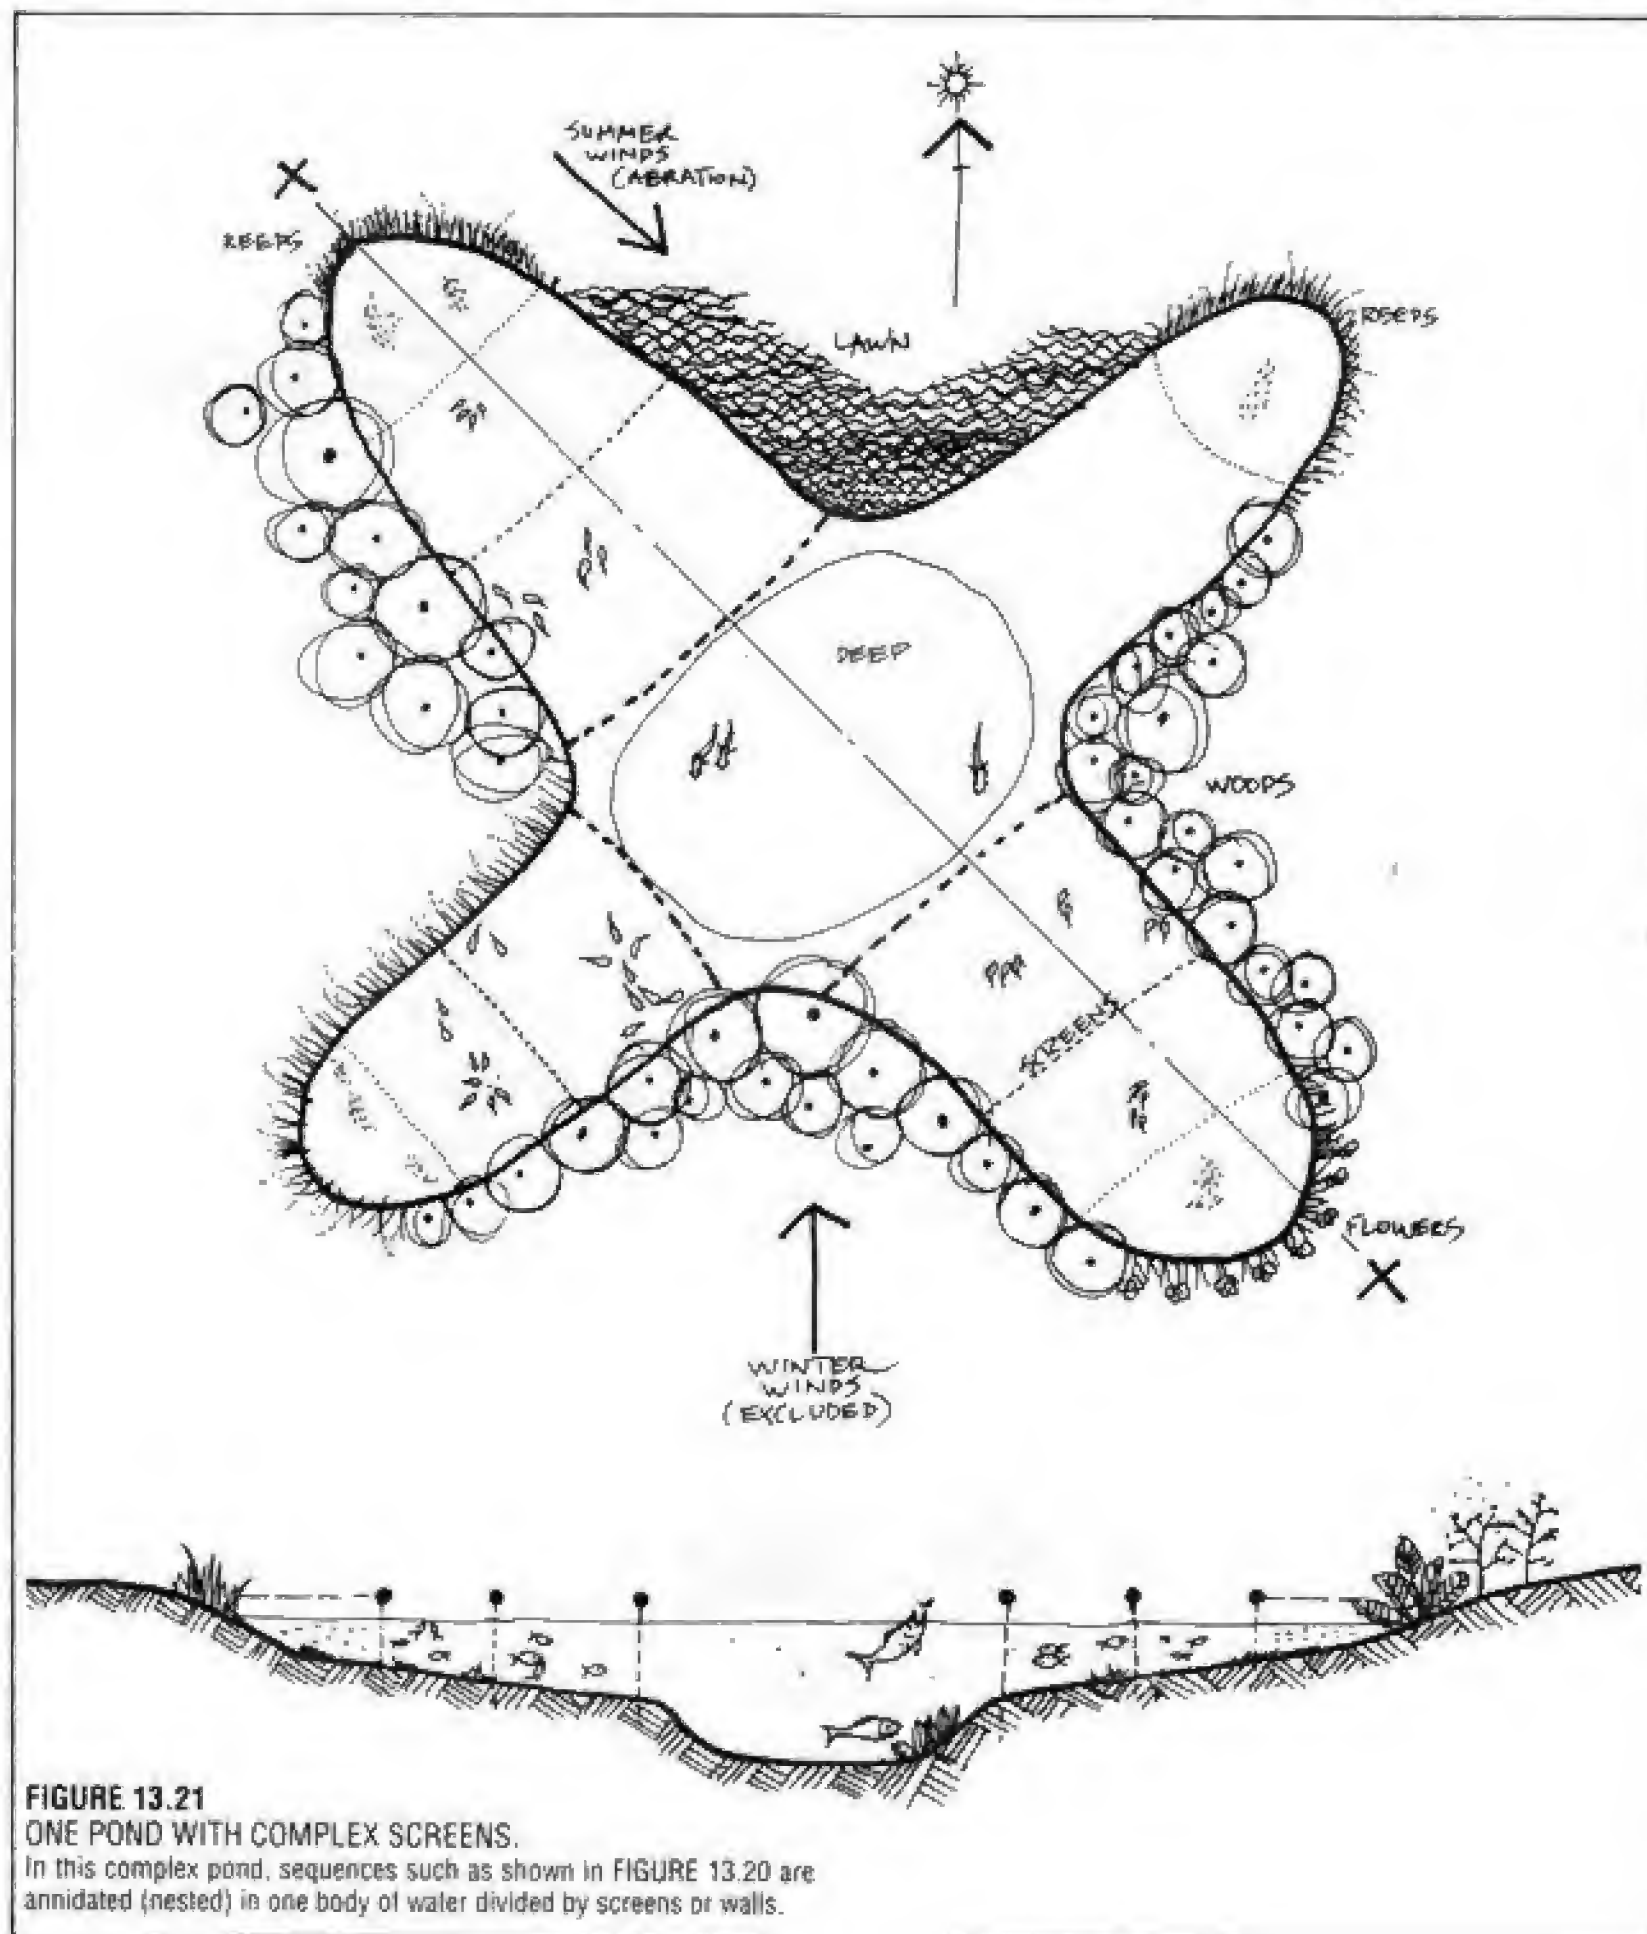 SUMMER
WINDS
(AERATION)
X
REEDS
LAWN
REEDS
DEEP
WOODS
SCREENS
FLOWERS
X
WINTER
WINDS
(EXCLUDED)
FIGURE 13.21
ONE POND WITH COMPLEX SCREENS.
In this complex pond, sequences such as shown in FIGURE 13.20 are
annidated (nested) in one body of water divided by screens or walls.